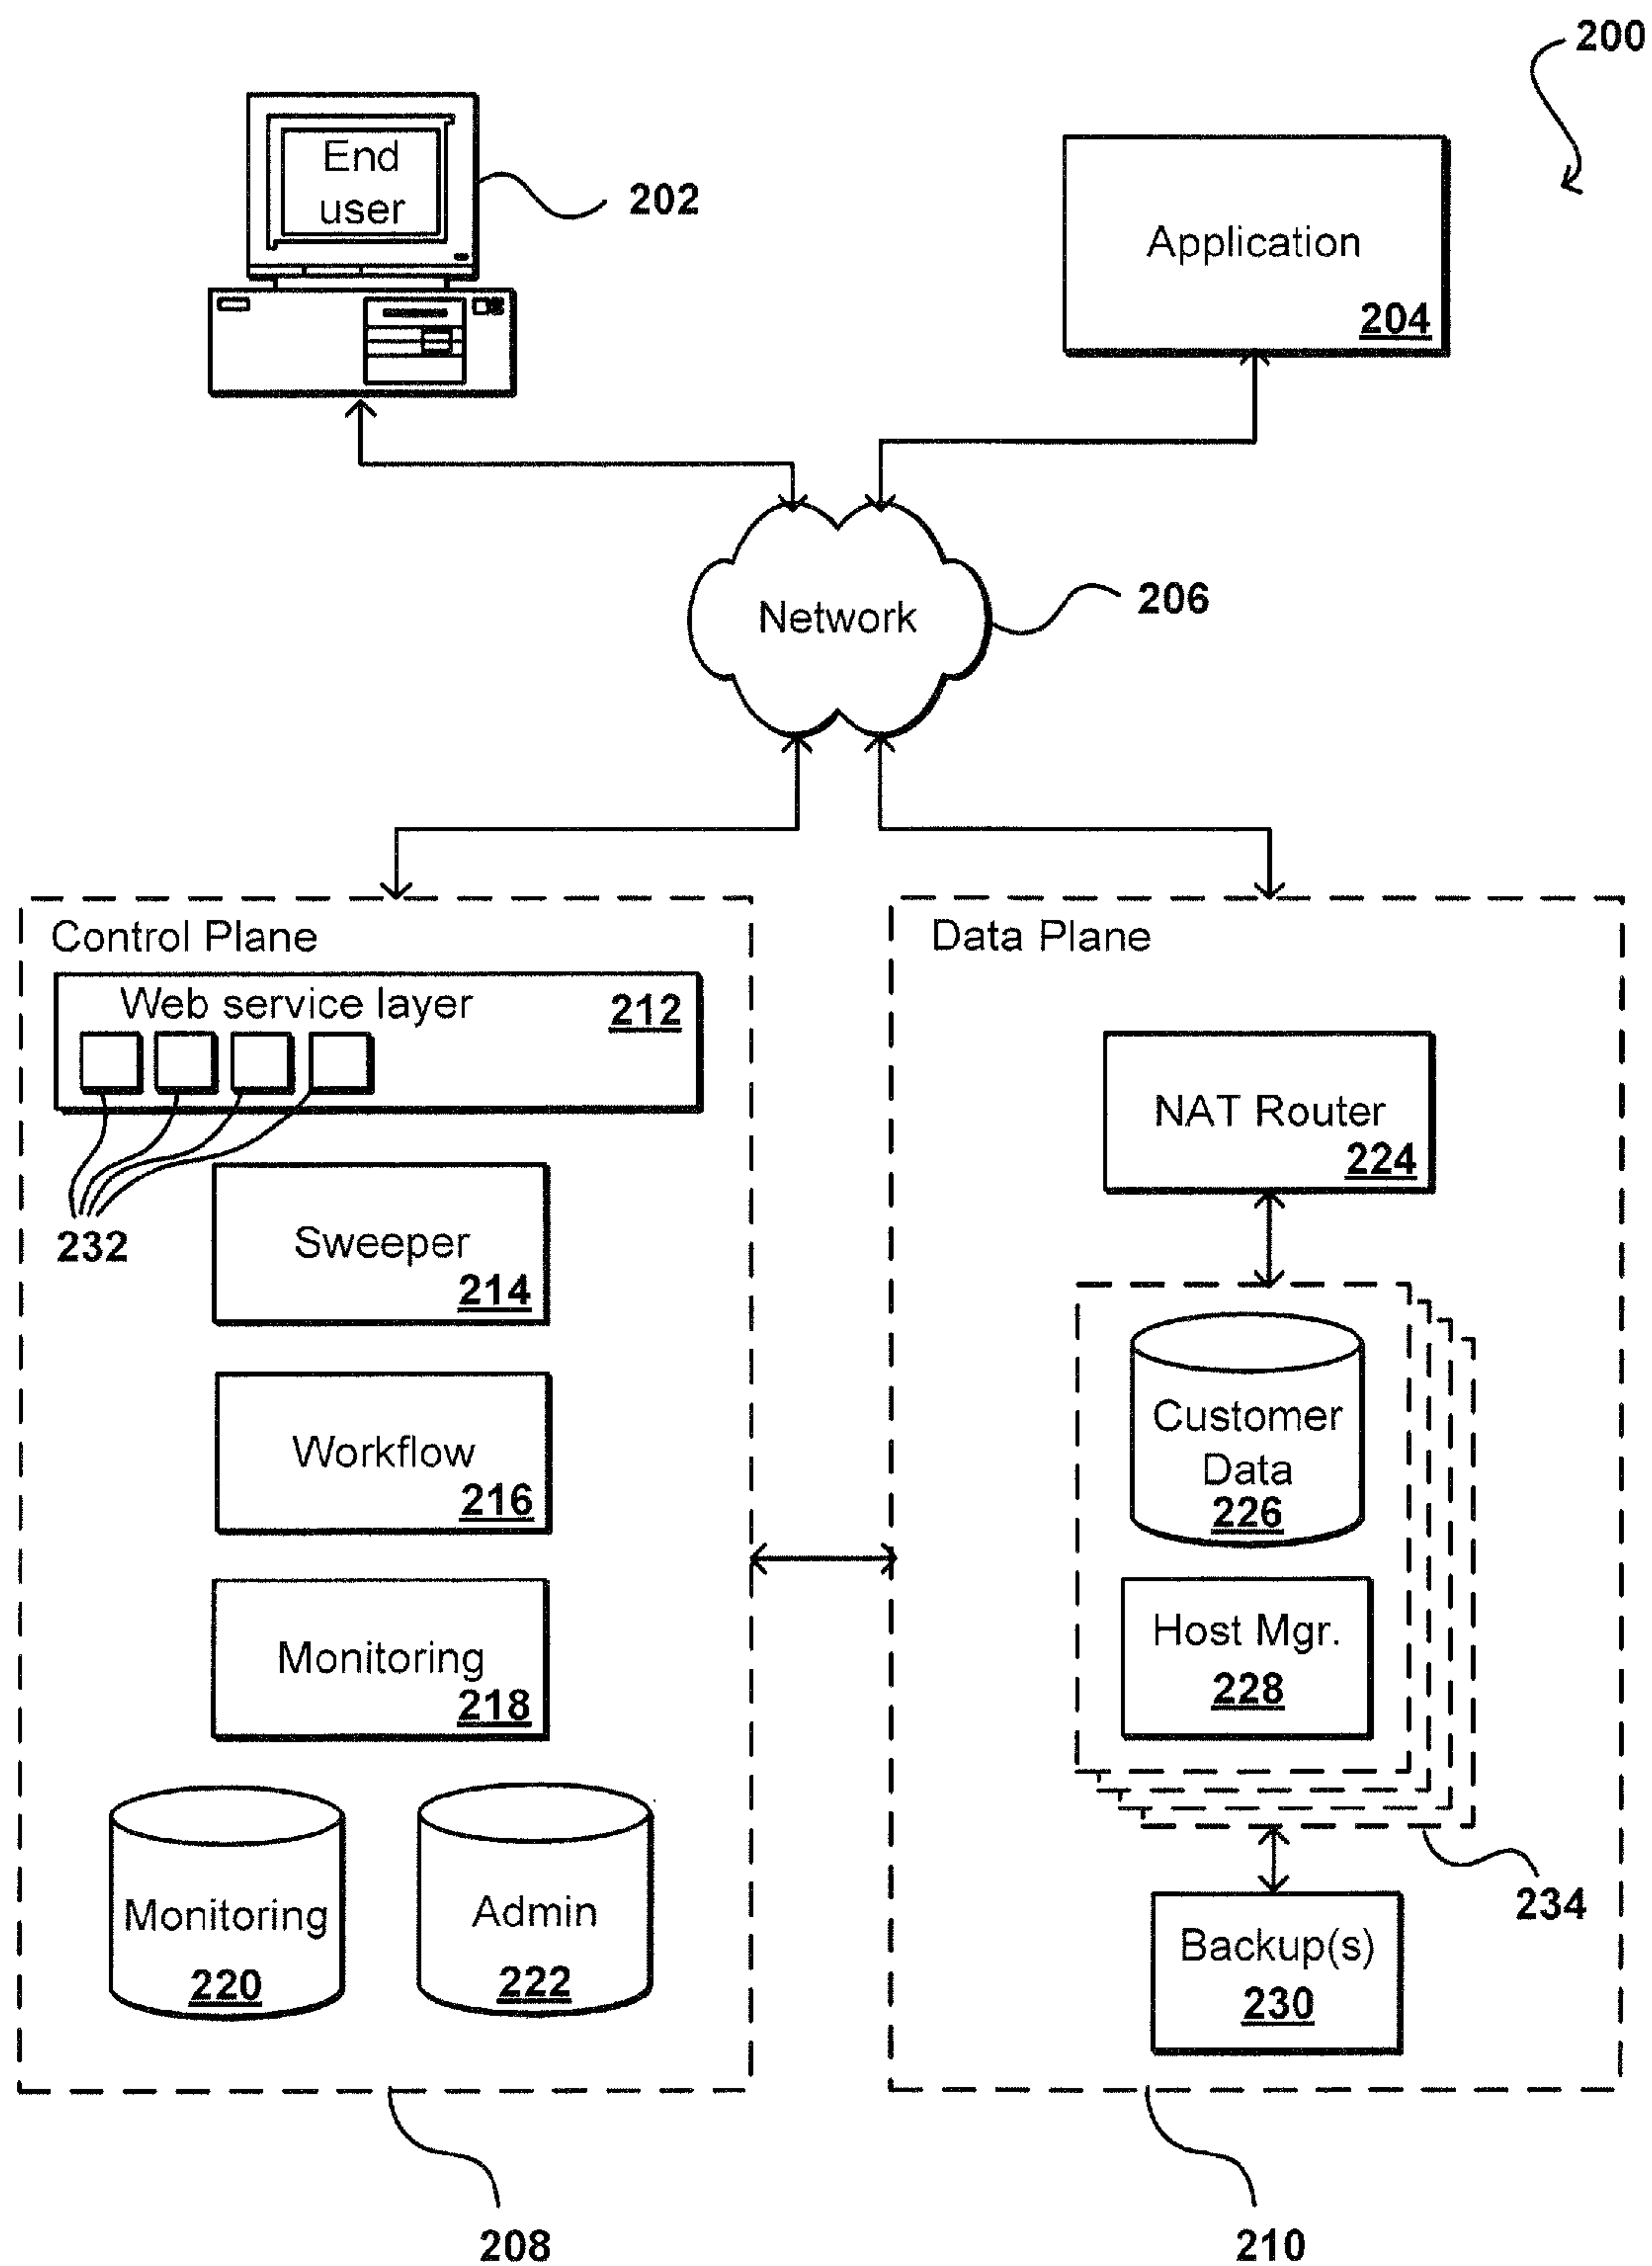 200
End
user
202
Application
204
Network
206
Control Plane
Web service layer
212
232
Sweeper
214
Workflow
216
Monitoring
218
Monitoring
220
Admin
222
208
Data Plane
NAT Router
224
Customer
Data
226
Host Mgr.
228
234
Backup(s)
230
210